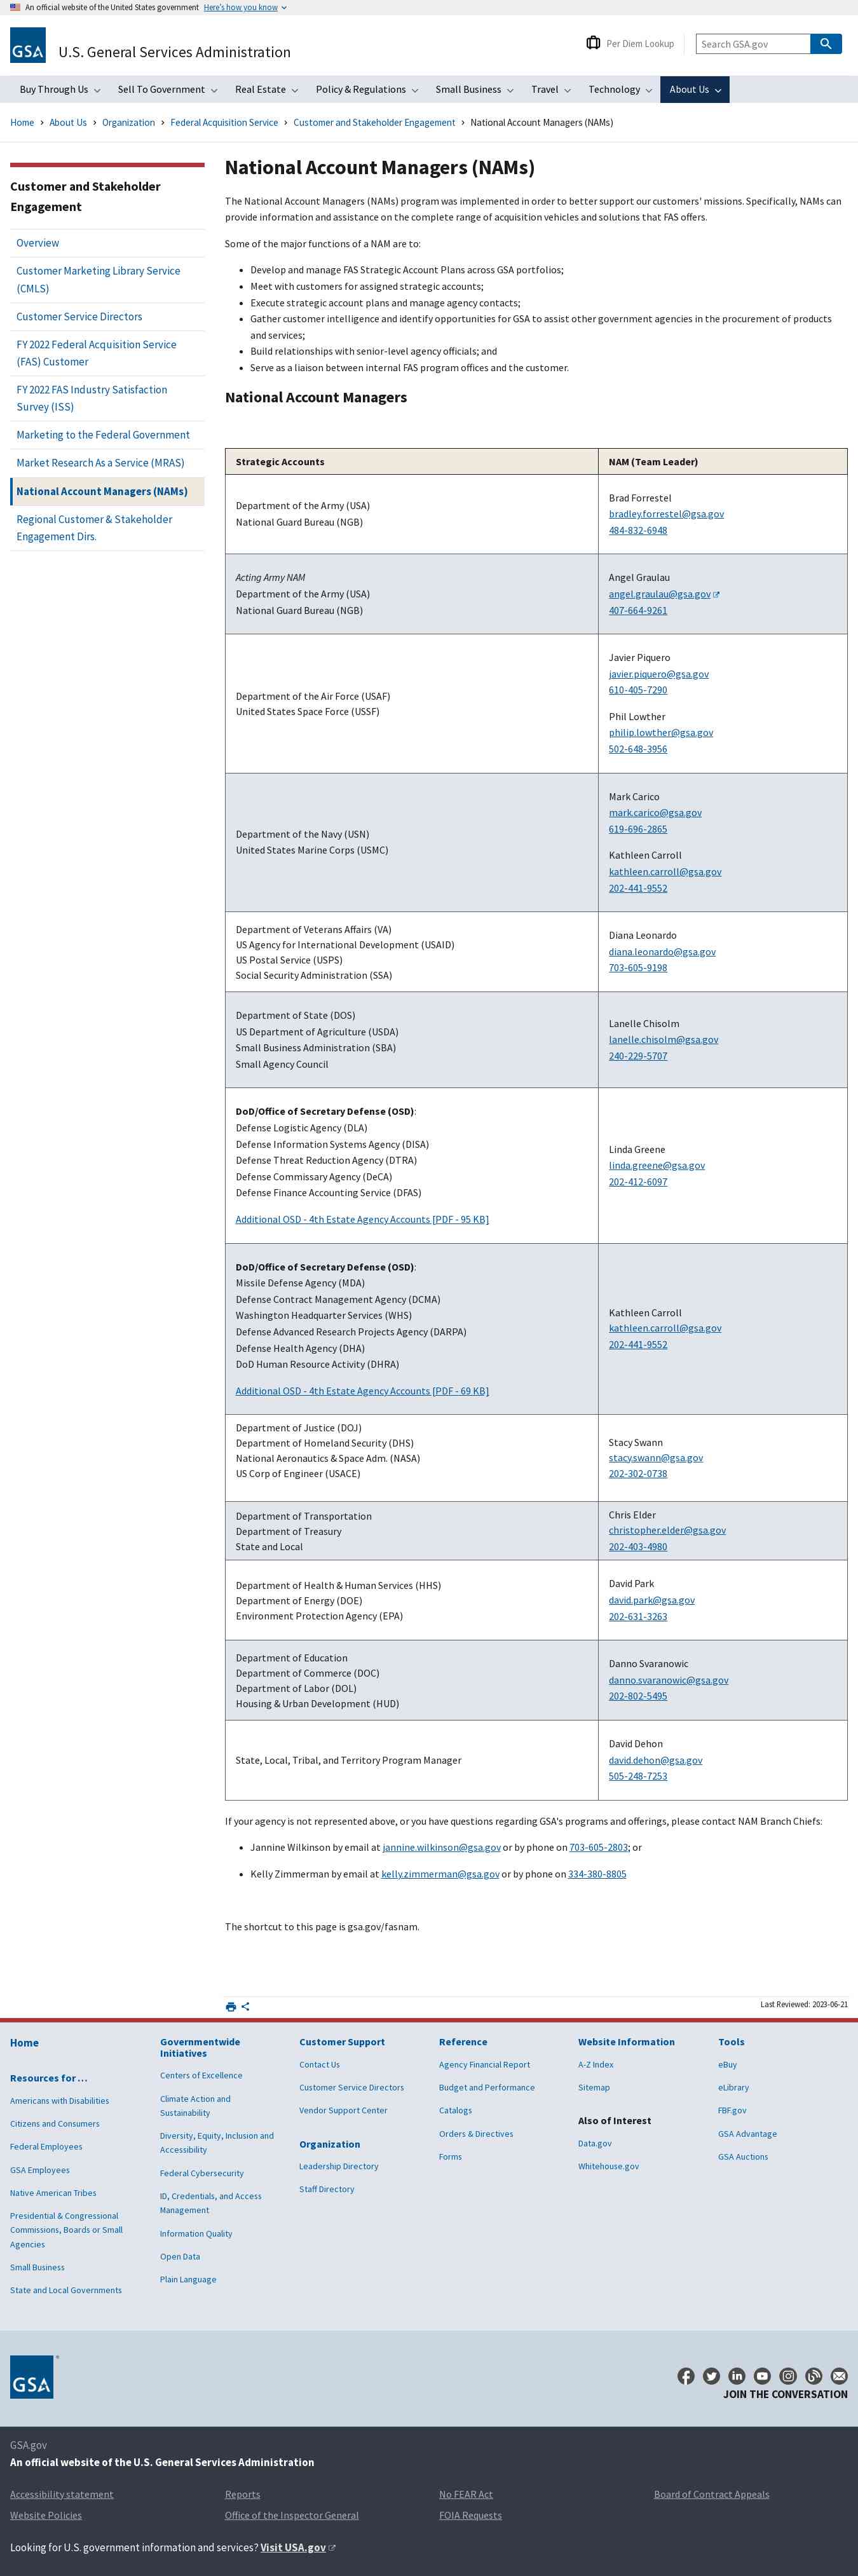 An official website of the United States government Here's how you know
GSA
U.S. General Services Administration
Per Diem Lookup
Search GSA.gov
Buy Through Us Sell To Government Real Estate Policy & Regulations Small Business Travel Technology About Us
Home › About Us › Organization › Federal Acquisition Service › Customer and Stakeholder Engagement › National Account Managers (NAMs)
Customer and Stakeholder
Engagement
Overview
Customer Marketing Library Service
(CMLS)
Customer Service Directors
FY 2022 Federal Acquisition Service
(FAS) Customer
FY 2022 FAS Industry Satisfaction
Survey (ISS)
Marketing to the Federal Government
Market Research As a Service (MRAS)
National Account Managers (NAMs)
Regional Customer & Stakeholder
Engagement Dirs.
National Account Managers (NAMs)
The National Account Managers (NAMs) program was implemented in order to better support our customers' missions. Specifically, NAMs can
provide information and assistance on the complete range of acquisition vehicles and solutions that FAS offers.
Some of the major functions of a NAM are to:
• Develop and manage FAS Strategic Account Plans across GSA portfolios;
• Meet with customers for assigned strategic accounts;
• Execute strategic account plans and manage agency contacts;
• Gather customer intelligence and identify opportunities for GSA to assist other government agencies in the procurement of products
and services;
• Build relationships with senior-level agency officials; and
• Serve as a liaison between internal FAS program offices and the customer.
National Account Managers
Strategic Accounts
NAM (Team Leader)
Department of the Army (USA)
National Guard Bureau (NGB)
Brad Forrestel
bradley.forrestel@gsa.gov
484-832-6948
Acting Army NAM
Department of the Army (USA)
National Guard Bureau (NGB)
Angel Graulau
angel.graulau@gsa.gov
407-664-9261
Department of the Air Force (USAF)
United States Space Force (USSF)
Javier Piquero
javier.piquero@gsa.gov
610-405-7290
Phil Lowther
philip.lowther@gsa.gov
502-648-3956
Department of the Navy (USN)
United States Marine Corps (USMC)
Mark Carico
mark.carico@gsa.gov
619-696-2865
Kathleen Carroll
kathleen.carroll@gsa.gov
202-441-9552
Department of Veterans Affairs (VA)
US Agency for International Development (USAID)
US Postal Service (USPS)
Social Security Administration (SSA)
Diana Leonardo
diana.leonardo@gsa.gov
703-605-9198
Department of State (DOS)
US Department of Agriculture (USDA)
Small Business Administration (SBA)
Small Agency Council
Lanelle Chisolm
lanelle.chisolm@gsa.gov
240-229-5707
DoD/Office of Secretary Defense (OSD):
Defense Logistic Agency (DLA)
Defense Information Systems Agency (DISA)
Defense Threat Reduction Agency (DTRA)
Defense Commissary Agency (DeCA)
Defense Finance Accounting Service (DFAS)
Additional OSD - 4th Estate Agency Accounts [PDF - 95 KB]
Linda Greene
linda.greene@gsa.gov
202-412-6097
DoD/Office of Secretary Defense (OSD):
Missile Defense Agency (MDA)
Defense Contract Management Agency (DCMA)
Washington Headquarter Services (WHS)
Defense Advanced Research Projects Agency (DARPA)
Defense Health Agency (DHA)
DoD Human Resource Activity (DHRA)
Additional OSD - 4th Estate Agency Accounts [PDF - 69 KB]
Kathleen Carroll
kathleen.carroll@gsa.gov
202-441-9552
Department of Justice (DOJ)
Department of Homeland Security (DHS)
National Aeronautics & Space Adm. (NASA)
US Corp of Engineer (USACE)
Stacy Swann
stacy.swann@gsa.gov
202-302-0738
Department of Transportation
Department of Treasury
State and Local
Chris Elder
christopher.elder@gsa.gov
202-403-4980
Department of Health & Human Services (HHS)
Department of Energy (DOE)
Environment Protection Agency (EPA)
David Park
david.park@gsa.gov
202-631-3263
Department of Education
Department of Commerce (DOC)
Department of Labor (DOL)
Housing & Urban Development (HUD)
Danno Svaranowic
danno.svaranowic@gsa.gov
202-802-5495
State, Local, Tribal, and Territory Program Manager
David Dehon
david.dehon@gsa.gov
505-248-7253
If your agency is not represented above, or you have questions regarding GSA's programs and offerings, please contact NAM Branch Chiefs:
• Jannine Wilkinson by email at jannine.wilkinson@gsa.gov or by phone on 703-605-2803; or
• Kelly Zimmerman by email at kelly.zimmerman@gsa.gov or by phone on 334-380-8805
The shortcut to this page is gsa.gov/fasnam.
Last Reviewed: 2023-06-21
Home
Resources for …
Americans with Disabilities
Citizens and Consumers
Federal Employees
GSA Employees
Native American Tribes
Presidential & Congressional
Commissions, Boards or Small
Agencies
Small Business
State and Local Governments
Governmentwide
Initiatives
Centers of Excellence
Climate Action and
Sustainability
Diversity, Equity, Inclusion and
Accessibility
Federal Cybersecurity
ID, Credentials, and Access
Management
Information Quality
Open Data
Plain Language
Customer Support
Contact Us
Customer Service Directors
Vendor Support Center
Organization
Leadership Directory
Staff Directory
Reference
Agency Financial Report
Budget and Performance
Catalogs
Orders & Directives
Forms
Website Information
A-Z Index
Sitemap
Also of Interest
Data.gov
Whitehouse.gov
Tools
eBuy
eLibrary
FBF.gov
GSA Advantage
GSA Auctions
GSA
JOIN THE CONVERSATION
GSA.gov
An official website of the U.S. General Services Administration
Accessibility statement Reports No FEAR Act Board of Contract Appeals
Website Policies Office of the Inspector General FOIA Requests
Looking for U.S. government information and services? Visit USA.gov